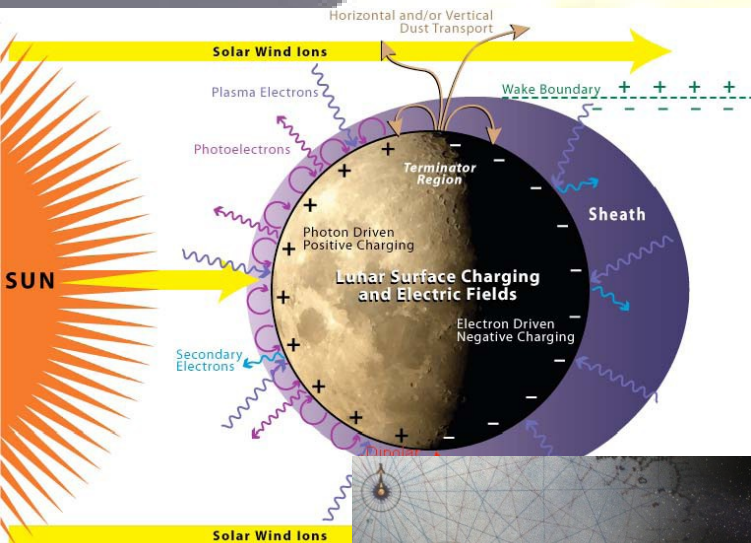 Horizontal and/or Vertical
Dust Transport
Solar Wind Ions
Plasma Electrons
Wake Boundary + + + +
– – – –
Photoelectrons
Terminator
Region
Sheath
Photon Driven
Positive Charging
SUN
Lunar Surface Charging
and Electric Fields
Electron Driven
Negative Charging
Secondary
Electrons
Dipolar
Solar Wind Ions